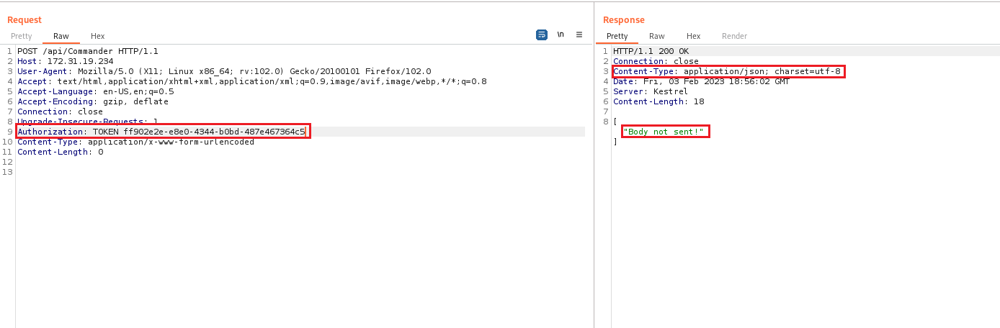 Request
Pretty Raw Hex \n
1 POST /api/Commander HTTP/1.1
2 Host: 172.31.19.234
3 User-Agent: Mozilla/5.0 (X11; Linux x86_64; rv:102.0) Gecko/20100101 Firefox/102.0
4 Accept: text/html,application/xhtml+xml,application/xml;q=0.9,image/avif,image/webp,*/*;q=0.8
5 Accept-Language: en-US,en;q=0.5
6 Accept-Encoding: gzip, deflate
7 Connection: close
8 Upgrade-Insecure-Requests: 1
9 Authorization: TOKEN ff902e2e-e8e0-4344-b0bd-487e467364c5
10 Content-Type: application/x-www-form-urlencoded
11 Content-Length: 0
12
13
Response
Pretty Raw Hex Render
1 HTTP/1.1 200 OK
2 Connection: close
3 Content-Type: application/json; charset=utf-8
4 Date: Fri, 03 Feb 2023 18:56:02 GMT
5 Server: Kestrel
6 Content-Length: 18
7
8 [
"Body not sent!"
]